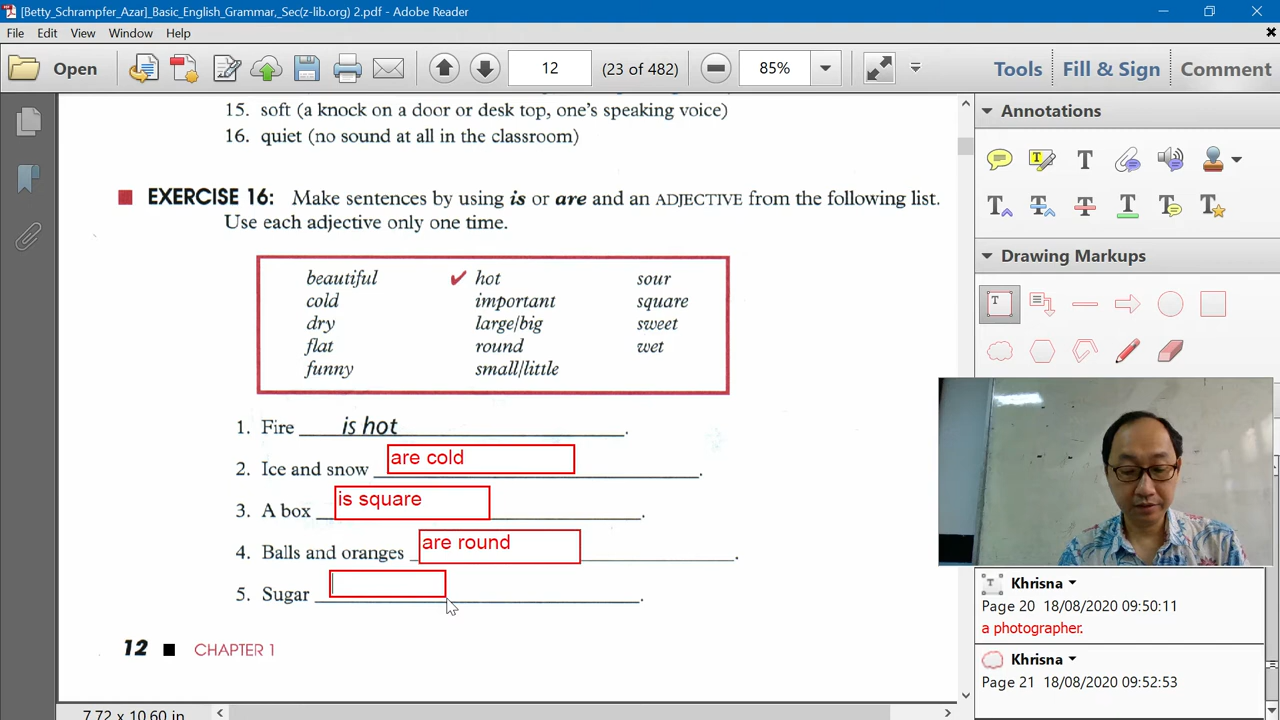 [Betty_Schrampfer_Azar]_Basic_English_Grammar,_Sec(z-lib.org) 2.pdf - Adobe Reader
File Edit View Window Help
Open 12 (23 of 482) 85% Tools Fill & Sign Comment
15. soft (a knock on a door or desk top, one's speaking voice)
16. quiet (no sound at all in the classroom)
EXERCISE 16: Make sentences by using is or are and an ADJECTIVE from the following list.
Use each adjective only one time.
beautiful ✔ hot sour
cold important square
dry large/big sweet
flat round wet
funny small/little
1. Fire is hot.
2. Ice and snow are cold.
3. A box is square.
4. Balls and oranges are round.
5. Sugar .
12 ■ CHAPTER 1
7.72 x 10.60 in
Annotations
Drawing Markups
Khrisna
Page 20 18/08/2020 09:50:11
a photographer.
Khrisna
Page 21 18/08/2020 09:52:53